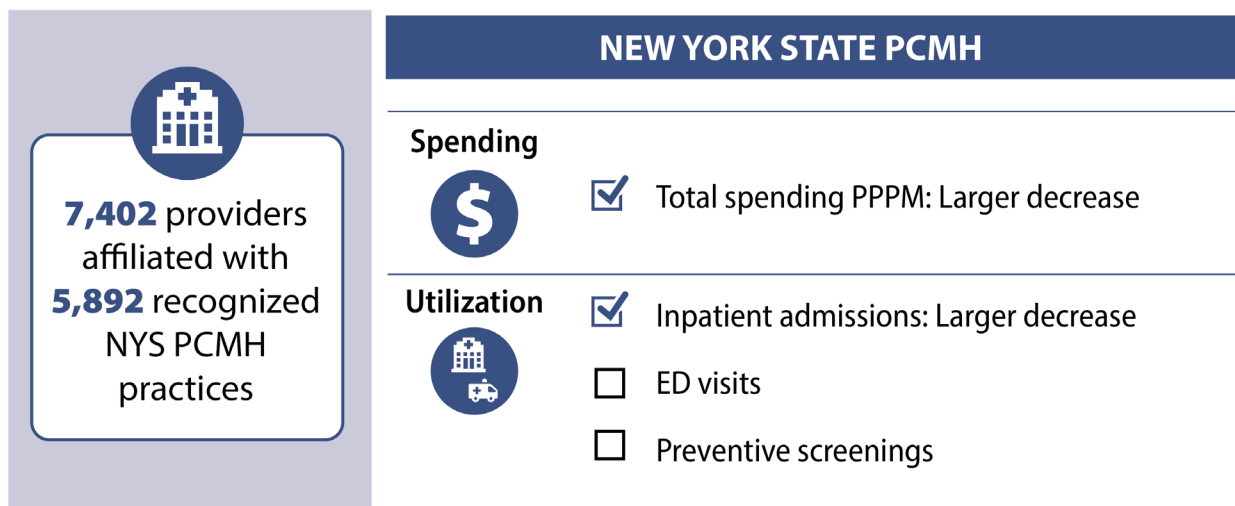 7,402 providers
affiliated with
5,892 recognized
NYS PCMH
practices
NEW YORK STATE PCMH
Spending
$
Total spending PPPM: Larger decrease
Utilization
Inpatient admissions: Larger decrease
ED visits
Preventive screenings